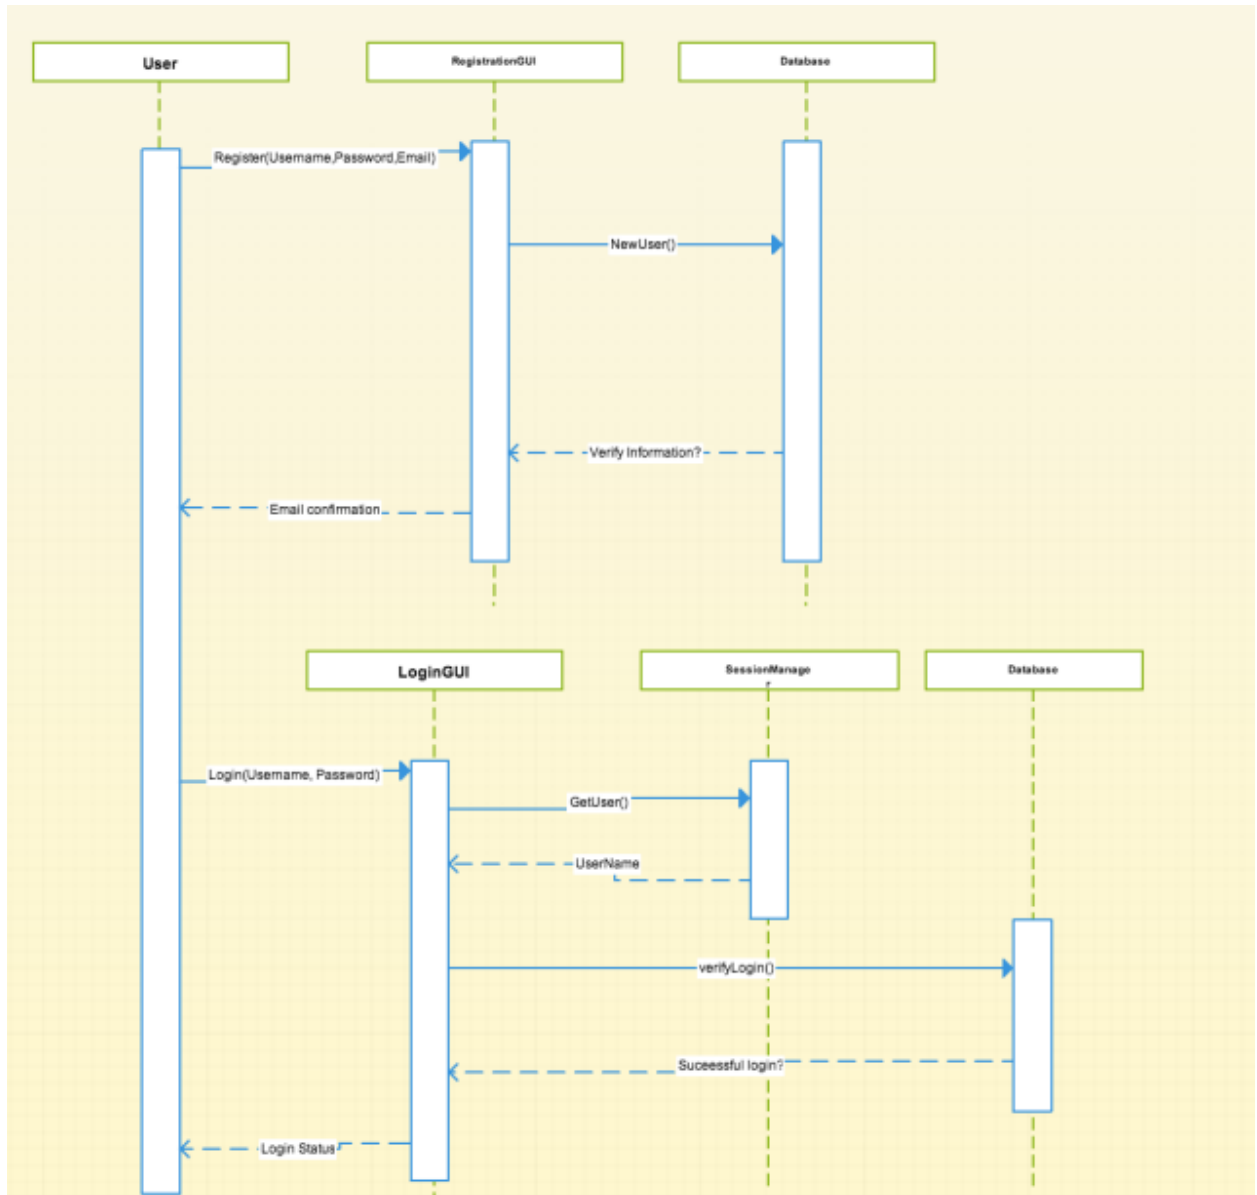 User
RegistrationGUI
Database
Register(Username,Password,Email)
NewUser()
Verify Information?
Email confirmation
LoginGUI
SessionManage
r
Database
Login(Username, Password)
GetUser()
UserName
verifyLogin()
Suceessful login?
Login Status